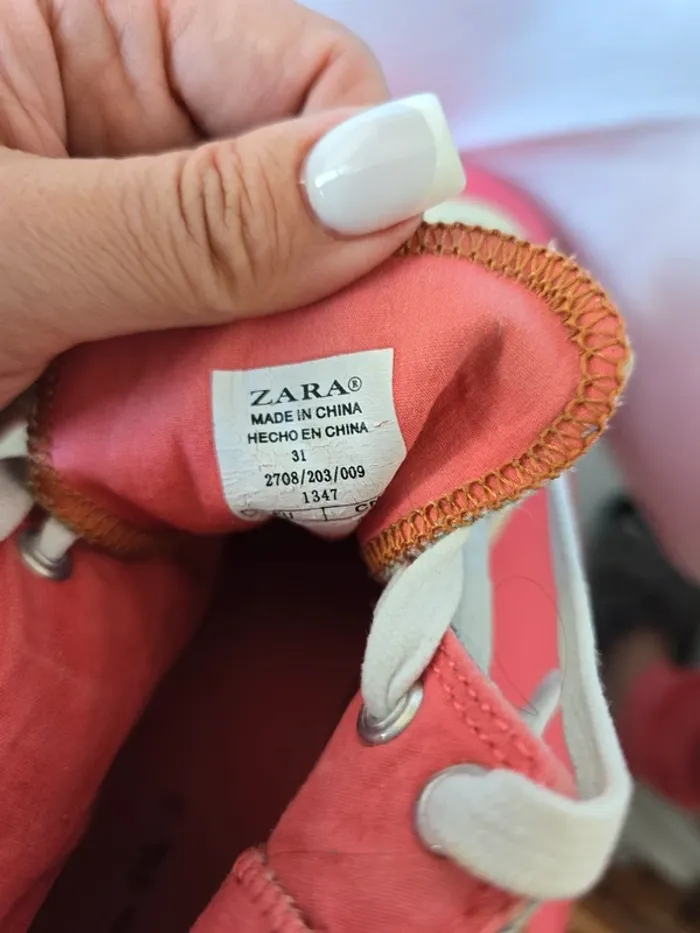 ZARA®
MADE IN CHINA
HECHO EN CHINA
31
2708/203/009
1347